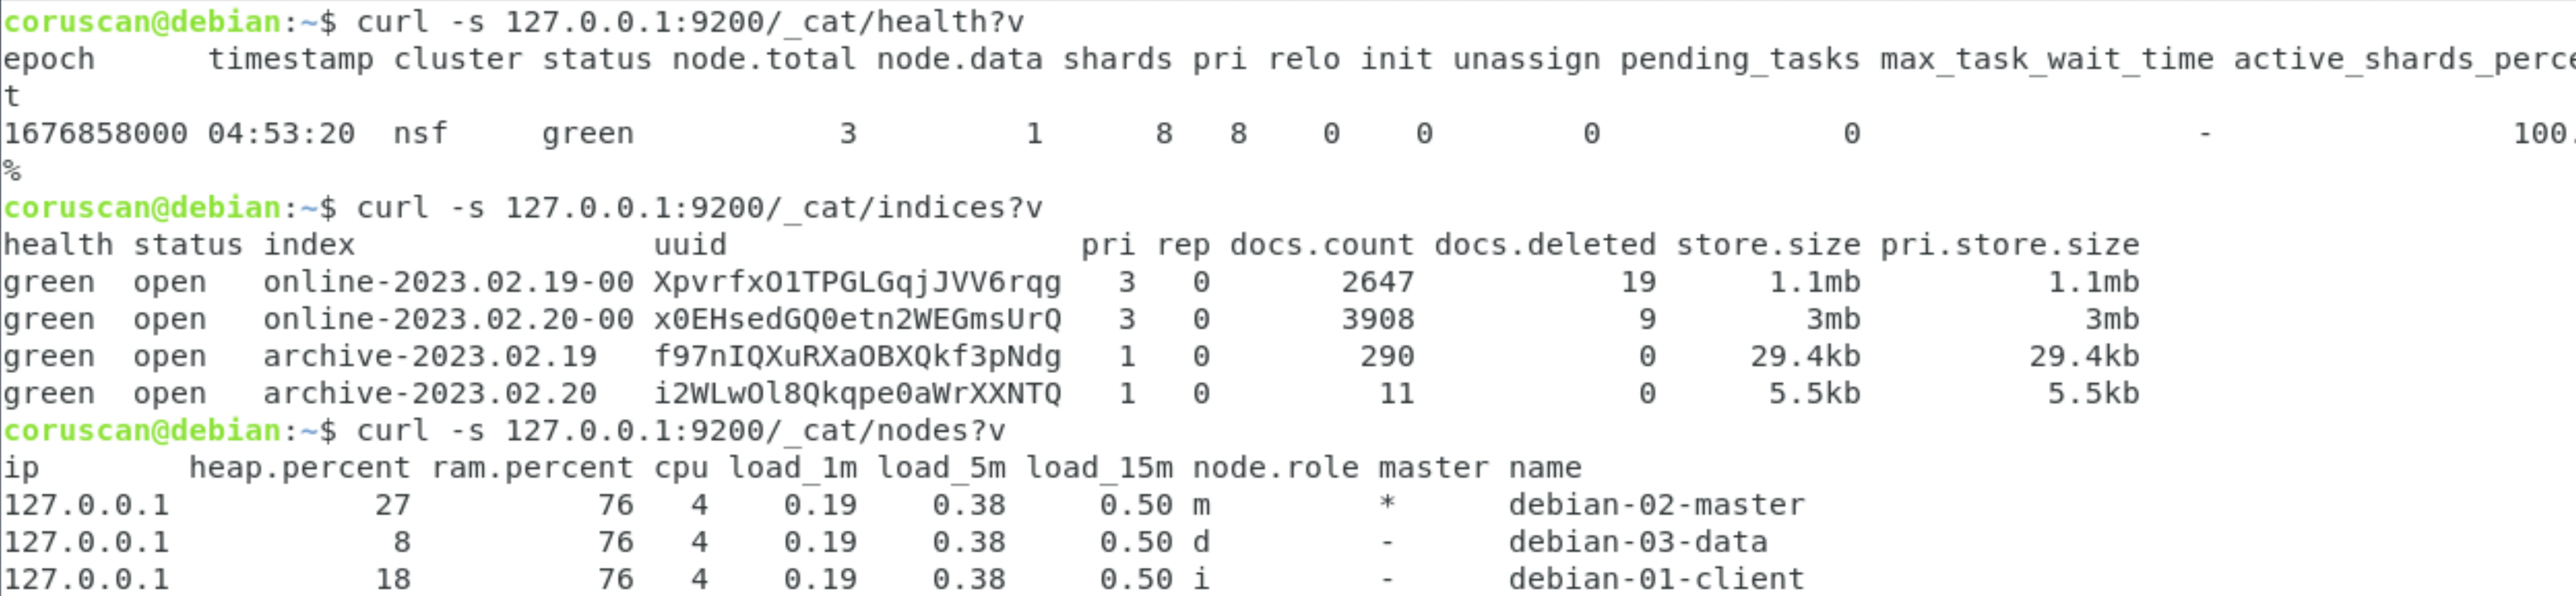 coruscan@debian:~$ curl -s 127.0.0.1:9200/_cat/health?v
epoch      timestamp cluster status node.total node.data shards pri relo init unassign pending_tasks max_task_wait_time active_shards_perce
t
1676858000 04:53:20  nsf     green           3         1      8   8    0    0        0             0                  -                100.
%
coruscan@debian:~$ curl -s 127.0.0.1:9200/_cat/indices?v
health status index                uuid                   pri rep docs.count docs.deleted store.size pri.store.size
green  open   online-2023.02.19-00 XpvrfxO1TPGLGqjJVV6rqg   3   0       2647           19      1.1mb          1.1mb
green  open   online-2023.02.20-00 x0EHsedGQ0etn2WEGmsUrQ   3   0       3908            9        3mb            3mb
green  open   archive-2023.02.19   f97nIQXuRXaOBXQkf3pNdg   1   0        290            0     29.4kb         29.4kb
green  open   archive-2023.02.20   i2WLwOl8Qkqpe0aWrXXNTQ   1   0         11            0      5.5kb          5.5kb
coruscan@debian:~$ curl -s 127.0.0.1:9200/_cat/nodes?v
ip        heap.percent ram.percent cpu load_1m load_5m load_15m node.role master name
127.0.0.1           27          76   4    0.19    0.38     0.50 m         *      debian-02-master
127.0.0.1            8          76   4    0.19    0.38     0.50 d         -      debian-03-data
127.0.0.1           18          76   4    0.19    0.38     0.50 i         -      debian-01-client